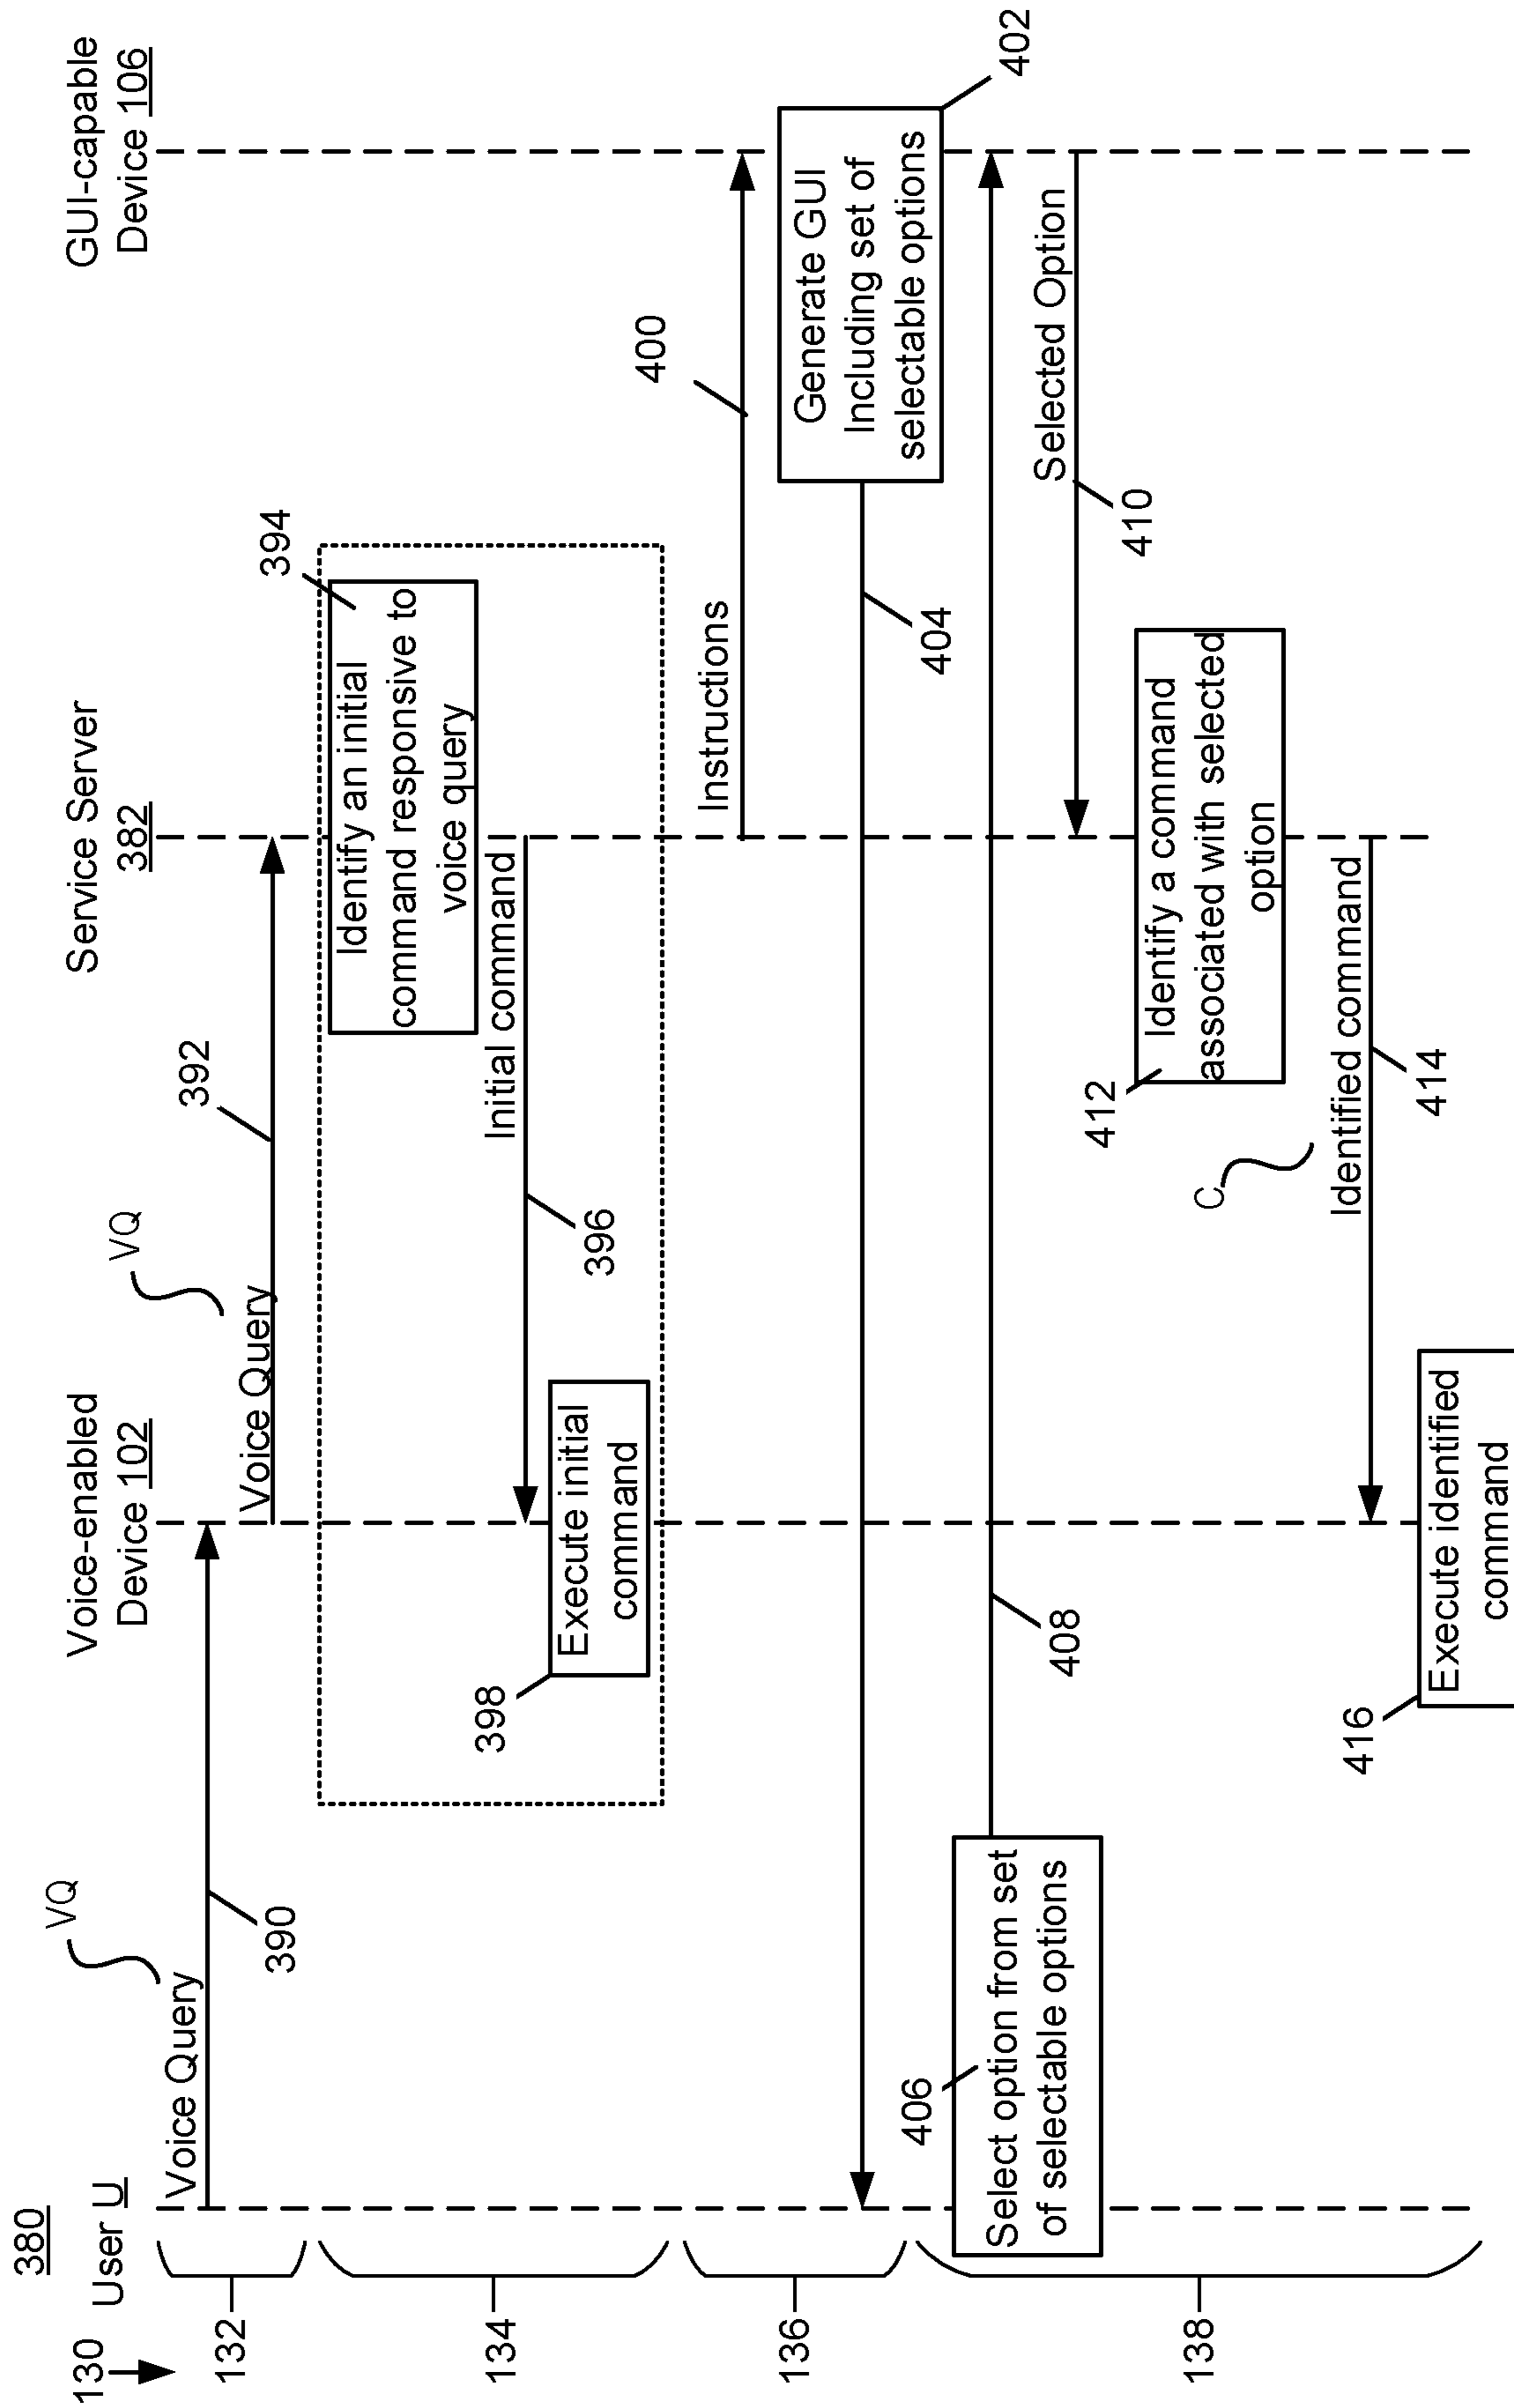 380
130
User U
Voice-enabled
Device 102
Service Server
382
GUI-capable
Device 106
132
Voice Query
VQ
390
Voice Query
VQ
392
134
Identify an initial
command responsive to
voice query
394
Initial command
396
Execute initial
command
398
136
Instructions
400
Generate GUI
Including set of
selectable options
402
404
138
Select option from set
of selectable options
406
408
Selected Option
410
Identify a command
associated with selected
option
412
C
Identified command
414
Execute identified
command
416